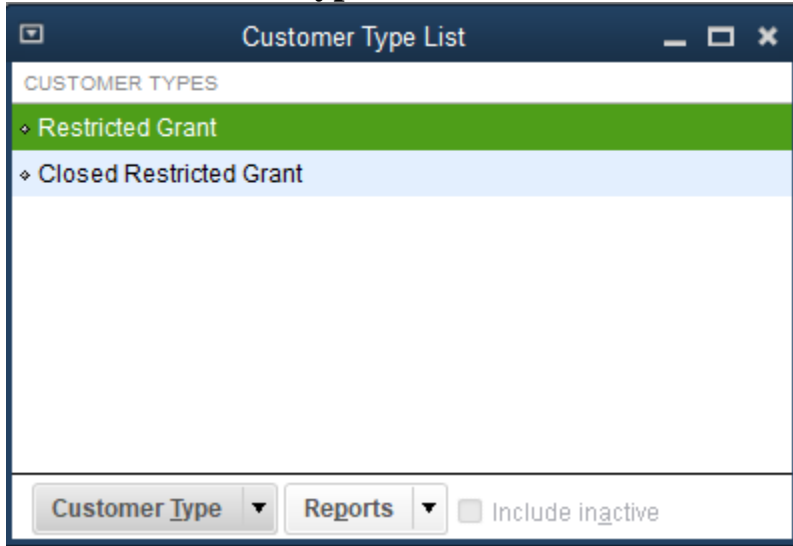 Customer Type List
CUSTOMER TYPES
Restricted Grant
Closed Restricted Grant
Customer Type Reports Include inactive